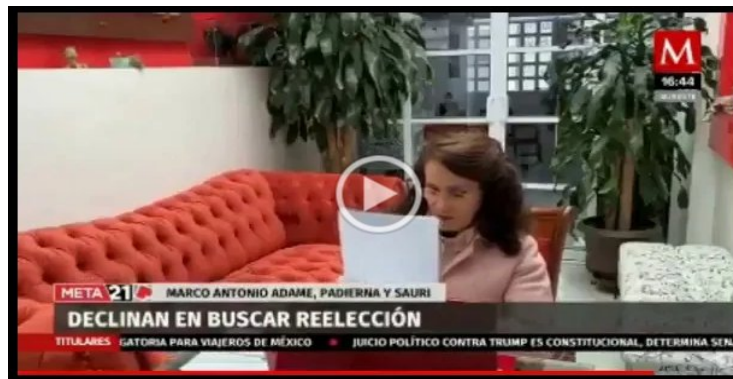 M
16:44
META 21
MARCO ANTONIO ADAME, PADIERNA Y SAURI
DECLINAN EN BUSCAR REELECCIÓN
TITULARES GATORIA PARA VIAJEROS DE MÉXICO • JUICIO POLÍTICO CONTRA TRUMP ES CONSTITUCIONAL, DETERMINA SENA